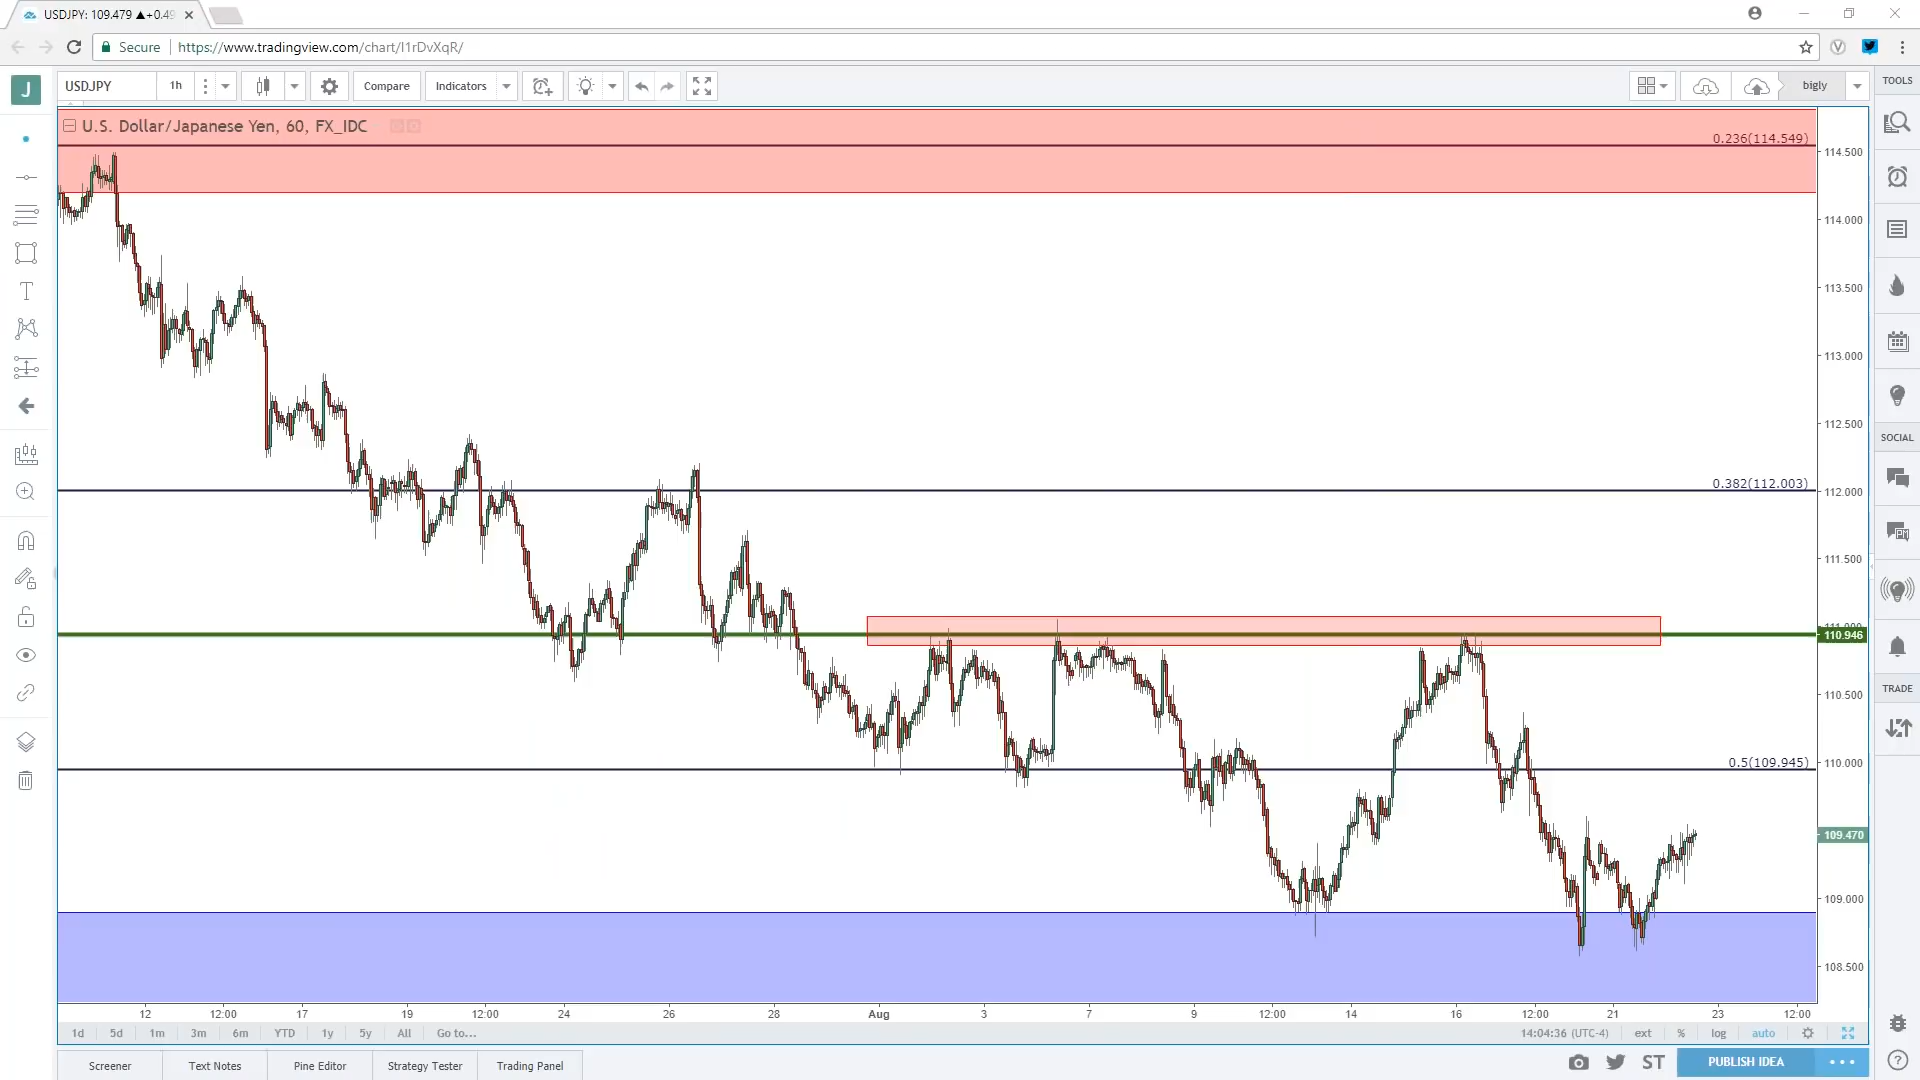 USDJPY: 109.479 ▲+0.49
Secure
https://www.tradingview.com/chart/I1rDvXqR/
J
USDJPY
1h
Compare
Indicators
bigly
TOOLS
U.S. Dollar/Japanese Yen, 60, FX_IDC
0.236(114.549)
114.500
114.000
113.500
113.000
112.500
0.382(112.003)
112.000
111.500
111.000
110.946
110.500
0.5(109.945)
110.000
109.470
109.000
108.500
SOCIAL
TRADE
12
12:00
17
19
12:00
24
26
28
Aug
3
7
9
12:00
14
16
12:00
21
23
12:00
1d
5d
1m
3m
6m
YTD
1y
5y
All
Go to...
14:04:36 (UTC-4)
ext
%
log
auto
Screener
Text Notes
Pine Editor
Strategy Tester
Trading Panel
ST
PUBLISH IDEA